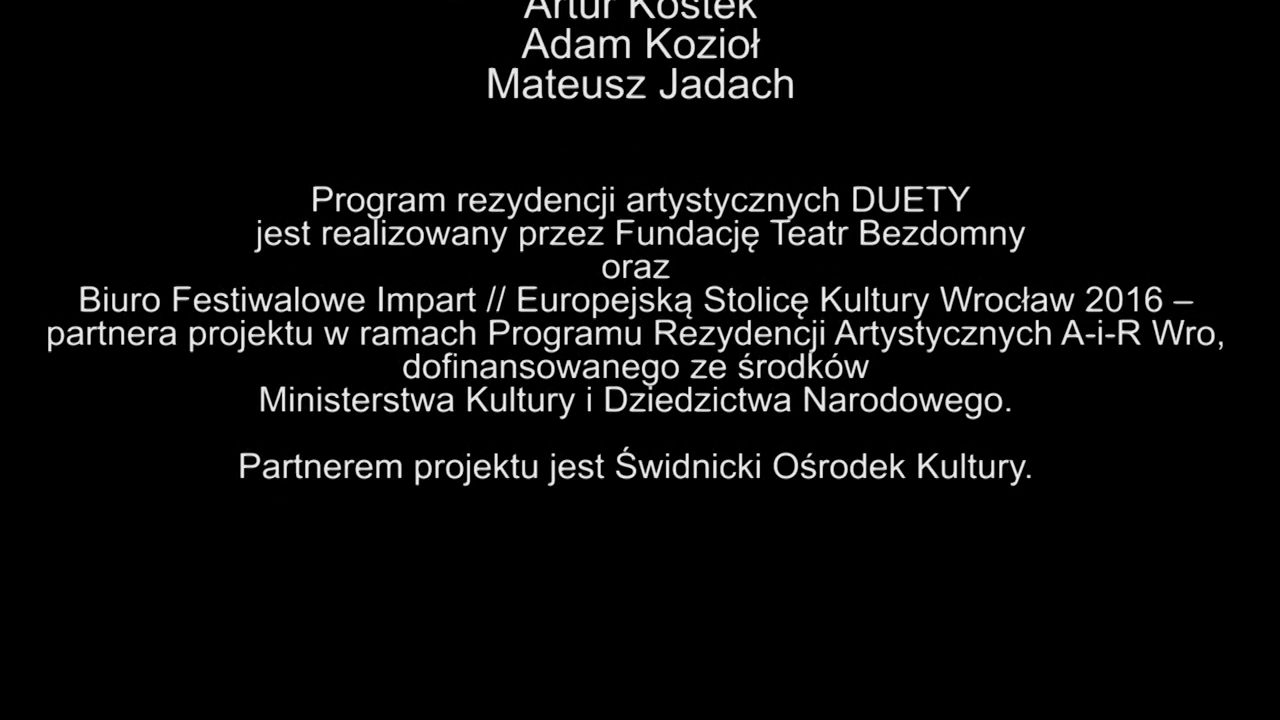 Artur Kostek
Adam Kozioł
Mateusz Jadach
Program rezydencji artystycznych DUETY
jest realizowany przez Fundację Teatr Bezdomny
oraz
Biuro Festiwalowe Impart // Europejską Stolicę Kultury Wrocław 2016 –
partnera projektu w ramach Programu Rezydencji Artystycznych A-i-R Wro,
dofinansowanego ze środków
Ministerstwa Kultury i Dziedzictwa Narodowego.
Partnerem projektu jest Świdnicki Ośrodek Kultury.